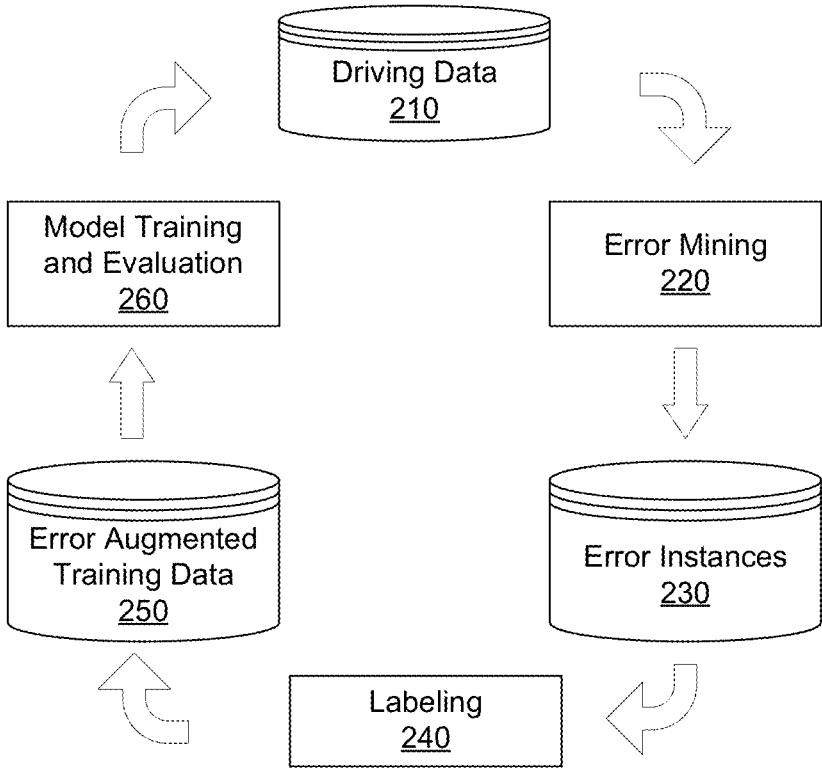 Driving Data
210
Error Mining
220
Error Instances
230
Labeling
240
Error Augmented
Training Data
250
Model Training
and Evaluation
260